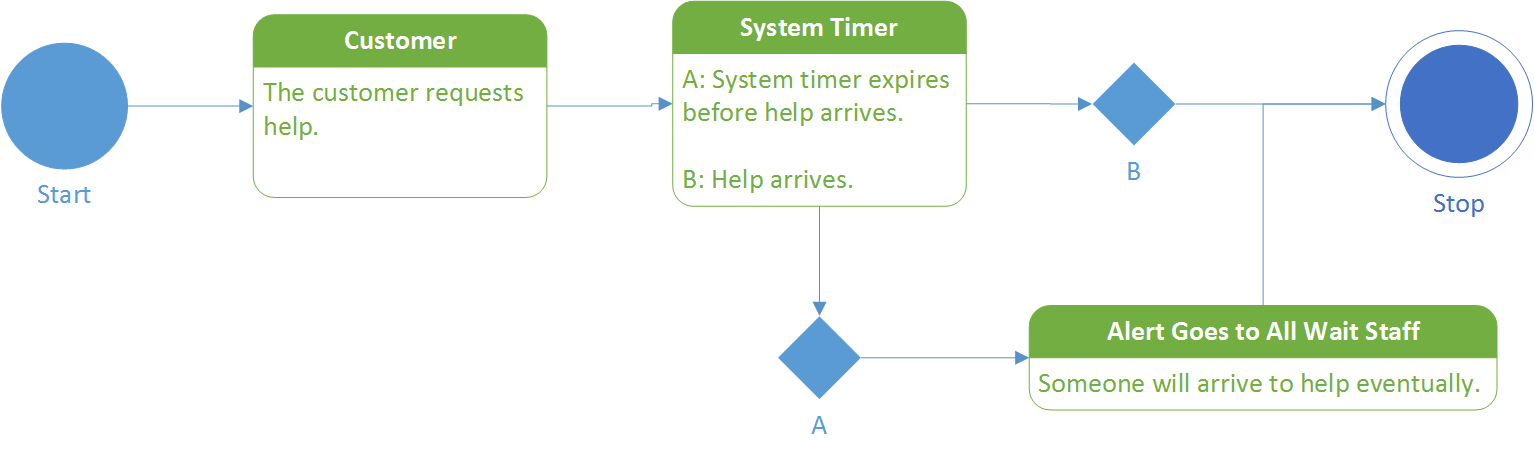 Start
Customer
The customer requests
help.
System Timer
A: System timer expires
before help arrives.
B: Help arrives.
B
Stop
A
Alert Goes to All Wait Staff
Someone will arrive to help eventually.